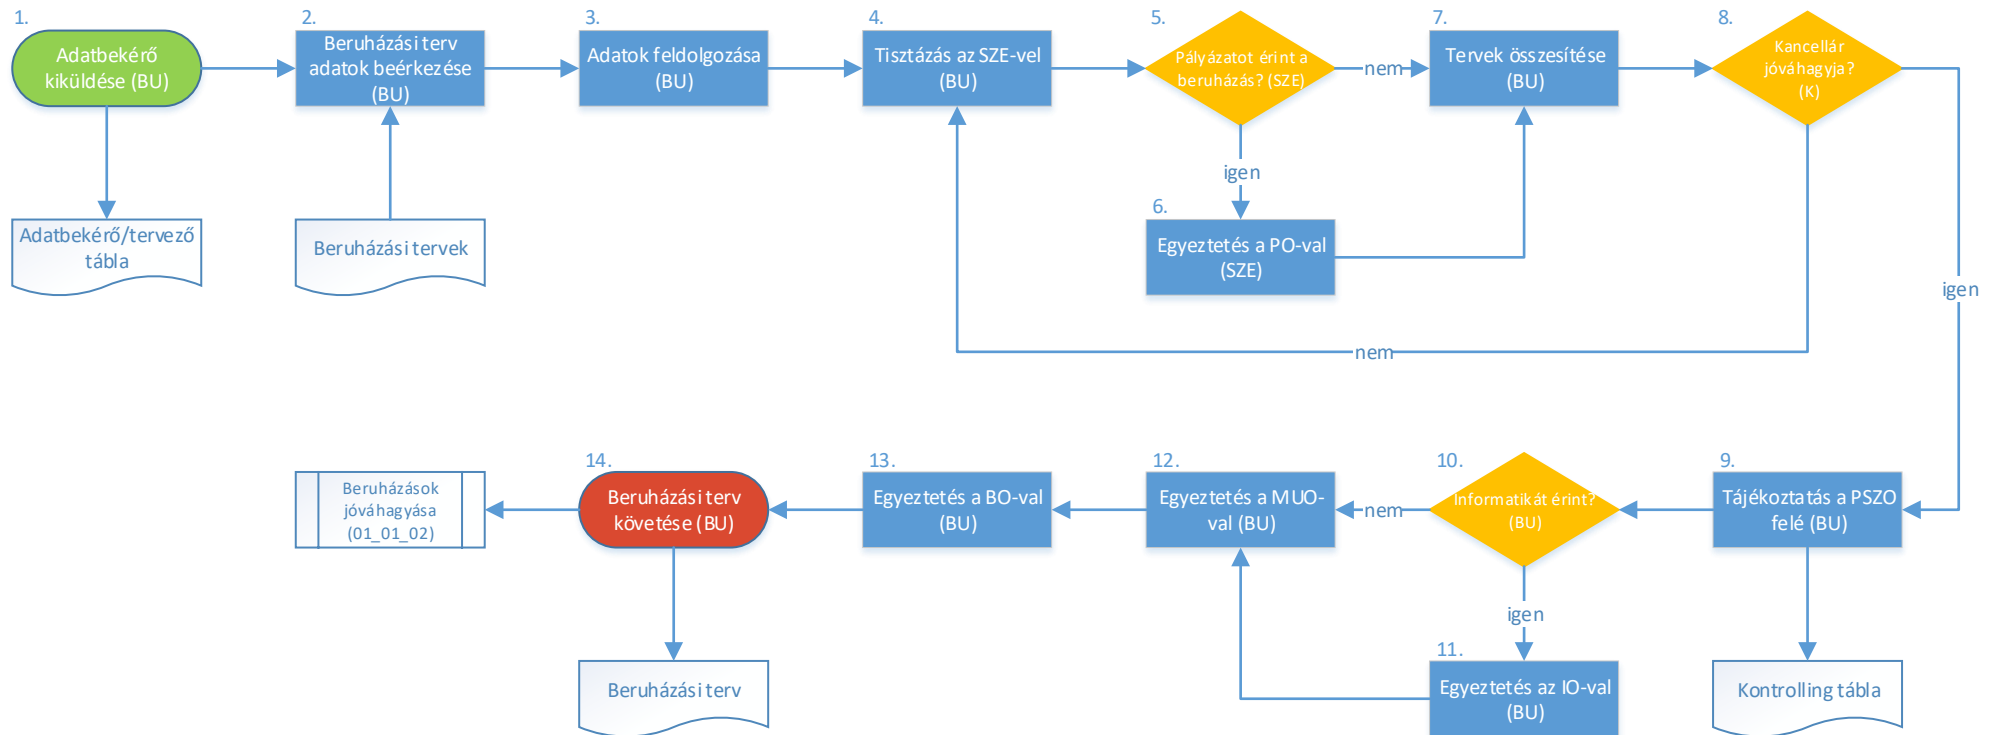 1.
Adatbekérő
kiküldése (BU)
2.
Beruházási terv
adatok beérkezése
(BU)
3.
Adatok feldolgozása
(BU)
4.
Tisztázás az SZE-vel
(BU)
5.
Pályázatot érint a
beruházás? (SZE)
nem
7.
Tervek összesítése
(BU)
8.
Kancellár
jóváhagyja?
(K)
igen
6.
Egyeztetés a PO-val
(SZE)
Adatbekérő/tervező
tábla
Beruházási tervek
igen
nem
14.
Beruházási terv
követése (BU)
Beruházások
jóváhagyása
(01_01_02)
13.
Egyeztetés a BO-val
(BU)
12.
Egyeztetés a MUO-
val (BU)
nem
10.
Informatikát érint?
(BU)
9.
Tájékoztatás a PSZO
felé (BU)
igen
11.
Egyeztetés az IO-val
(BU)
Beruházási terv
Kontrolling tábla